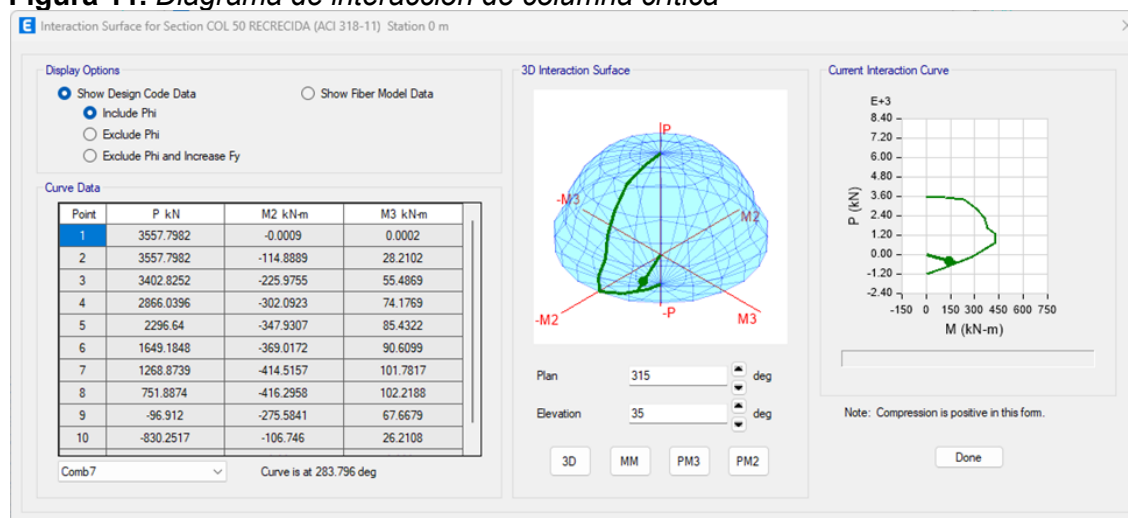 Figura 11. Diagrama de interacción de columna crítica
E Interaction Surface for Section COL 50 RECRECIDA (ACI 318-11) Station 0 m
Display Options
Show Design Code Data
Show Fiber Model Data
Include Phi
Exclude Phi
Exclude Phi and Increase Fy
Curve Data
Point P kN M2 kN-m M3 kN-m
1 3557.7982 -0.0009 0.0002
2 3557.7982 -114.8889 28.2102
3 3402.8252 -225.9755 55.4869
4 2866.0396 -302.0923 74.1769
5 2296.64 -347.9307 85.4322
6 1649.1848 -369.0172 90.6099
7 1268.8739 -414.5157 101.7817
8 751.8874 -416.2958 102.2188
9 -96.912 -275.5841 67.6679
10 -830.2517 -106.746 26.2108
Comb7
Curve is at 283.796 deg
3D Interaction Surface
P
-M3
M2
-M2
-P
M3
Plan 315 deg
Elevation 35 deg
3D MM PM3 PM2
Current Interaction Curve
E+3
8.40
7.20
6.00
4.80
3.60
2.40
1.20
0.00
-1.20
-2.40
P (kN)
-150 0 150 300 450 600 750
M (kN-m)
Note: Compression is positive in this form.
Done